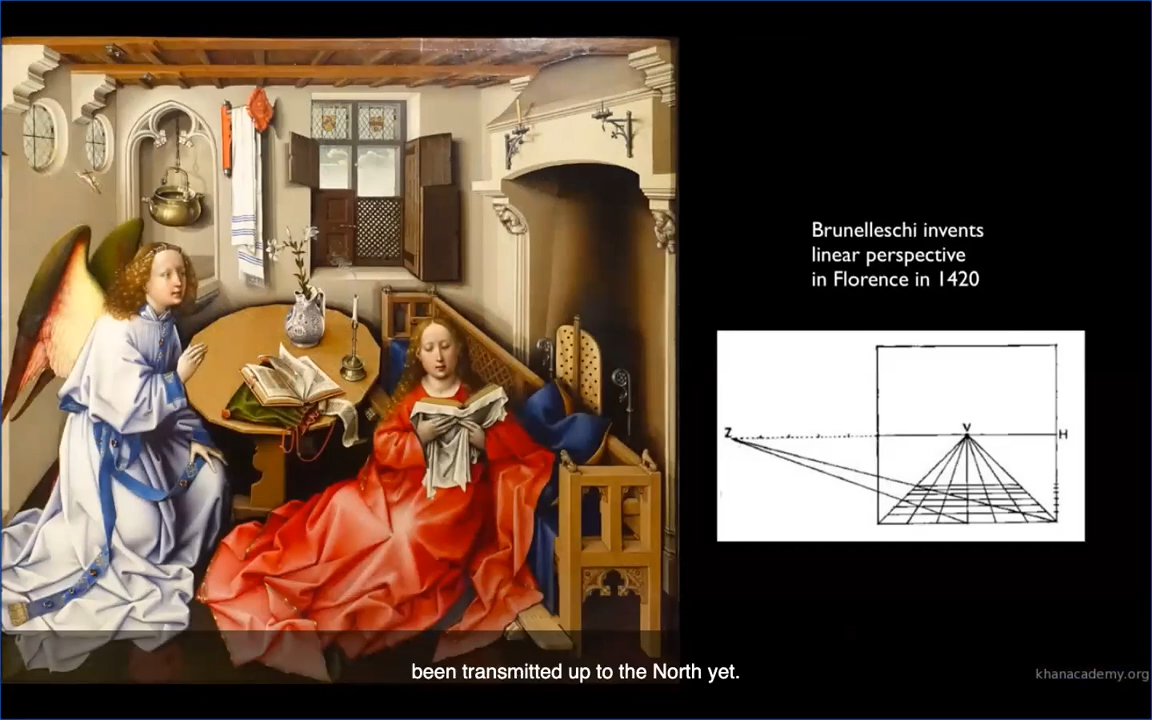 Brunelleschi invents
linear perspective
in Florence in 1420
Z
V
H
been transmitted up to the North yet.
khanacademy.org